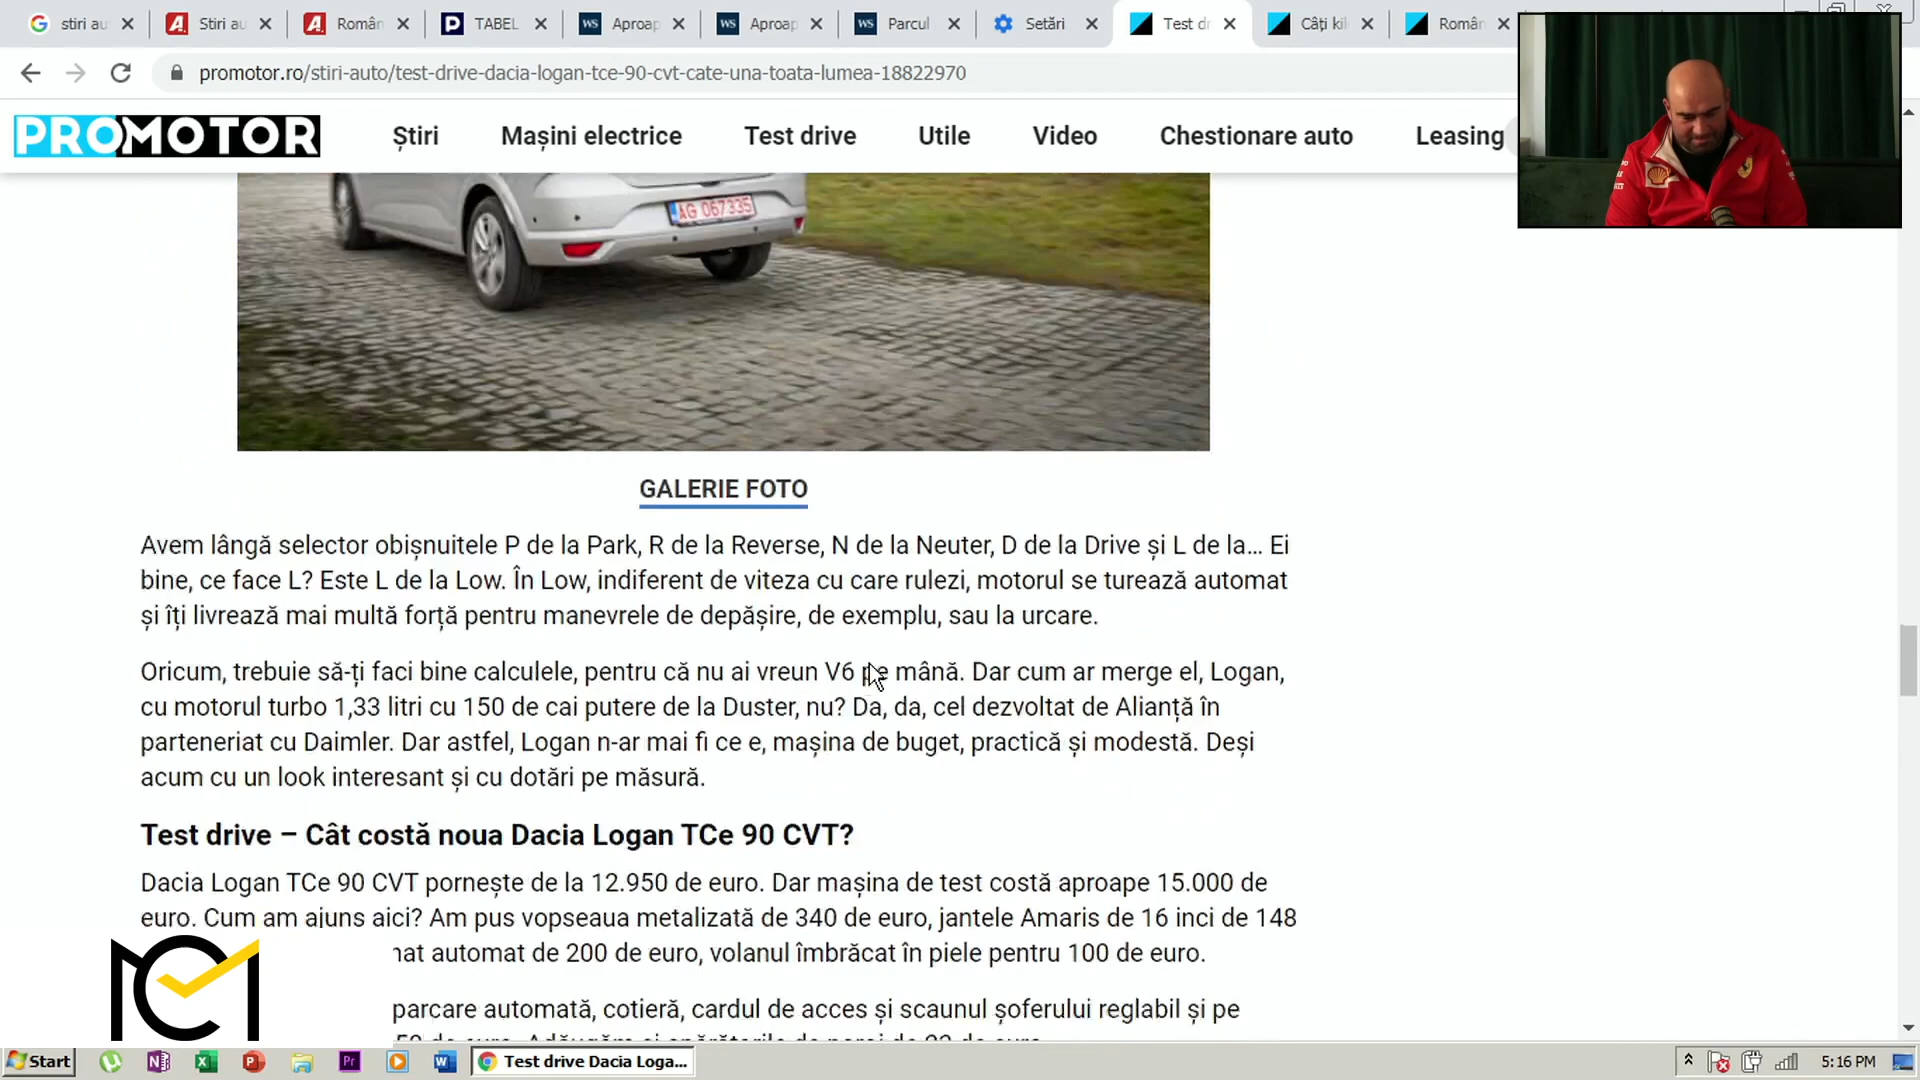 stiri au
Stiri au
Român
TABEL
WS Aproap
WS Aproap
WS Parcul
Setări
Test dr
Câți kil
Român
promotor.ro/stiri-auto/test-drive-dacia-logan-tce-90-cvt-cate-una-toata-lumea-18822970
PROMOTOR Știri Mașini electrice Test drive Utile Video Chestionare auto Leasing
AG 067335
GALERIE FOTO
Avem lângă selector obișnuitele P de la Park, R de la Reverse, N de la Neuter, D de la Drive și L de la… Ei
bine, ce face L? Este L de la Low. În Low, indiferent de viteza cu care rulezi, motorul se turează automat
și îți livrează mai multă forță pentru manevrele de depășire, de exemplu, sau la urcare.
Oricum, trebuie să-ți faci bine calculele, pentru că nu ai vreun V6 pe mână. Dar cum ar merge el, Logan,
cu motorul turbo 1,33 litri cu 150 de cai putere de la Duster, nu? Da, da, cel dezvoltat de Alianță în
parteneriat cu Daimler. Dar astfel, Logan n-ar mai fi ce e, mașina de buget, practică și modestă. Deși
acum cu un look interesant și cu dotări pe măsură.
Test drive – Cât costă noua Dacia Logan TCe 90 CVT?
Dacia Logan TCe 90 CVT pornește de la 12.950 de euro. Dar mașina de test costă aproape 15.000 de
euro. Cum am ajuns aici? Am pus vopseaua metalizată de 340 de euro, jantele Amaris de 16 inci de 148
automat de 200 de euro, volanul îmbrăcat în piele pentru 100 de euro.
parcare automată, cotieră, cardul de acces și scaunul șoferului reglabil și pe
Start
Test drive Dacia Loga...
5:16 PM